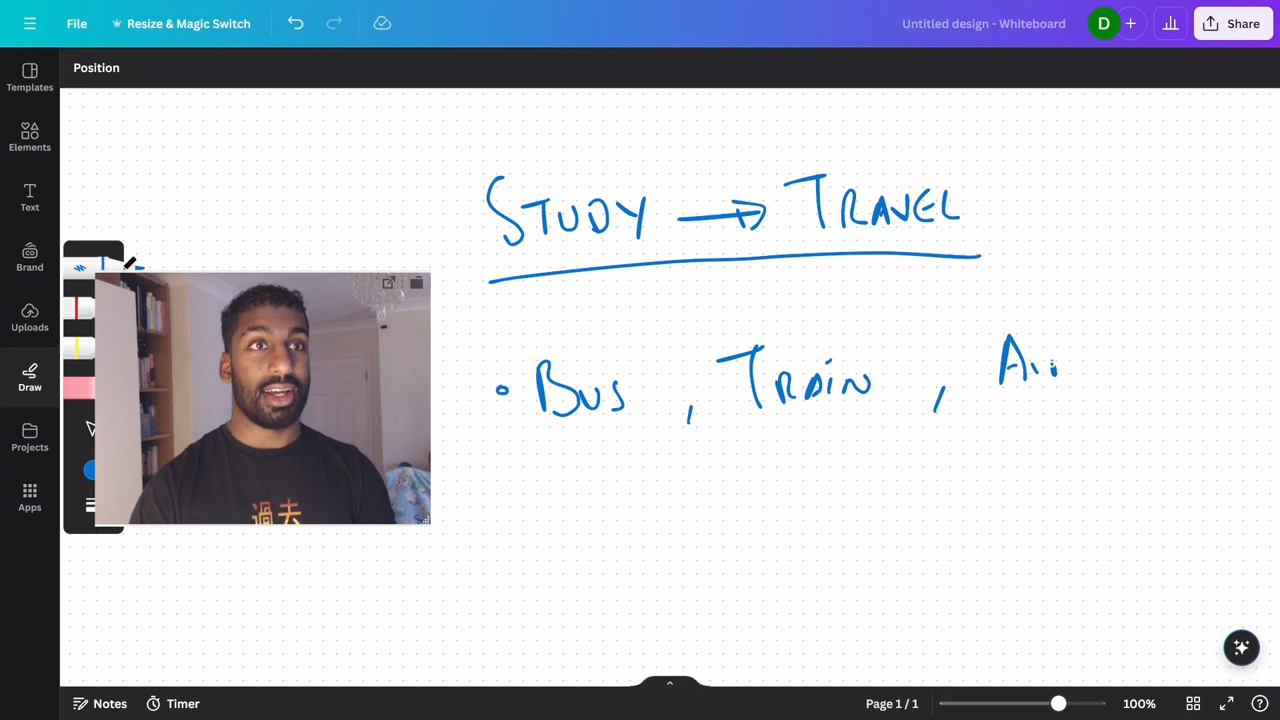 File
Resize & Magic Switch
Untitled design - Whiteboard
D
+
Share
Position
Templates
Elements
Text
Brand
Uploads
Draw
Projects
Apps
STUDY → TRAVEL
• BUS , TRAIN ,
過去
Notes
Timer
Page 1 / 1
100%